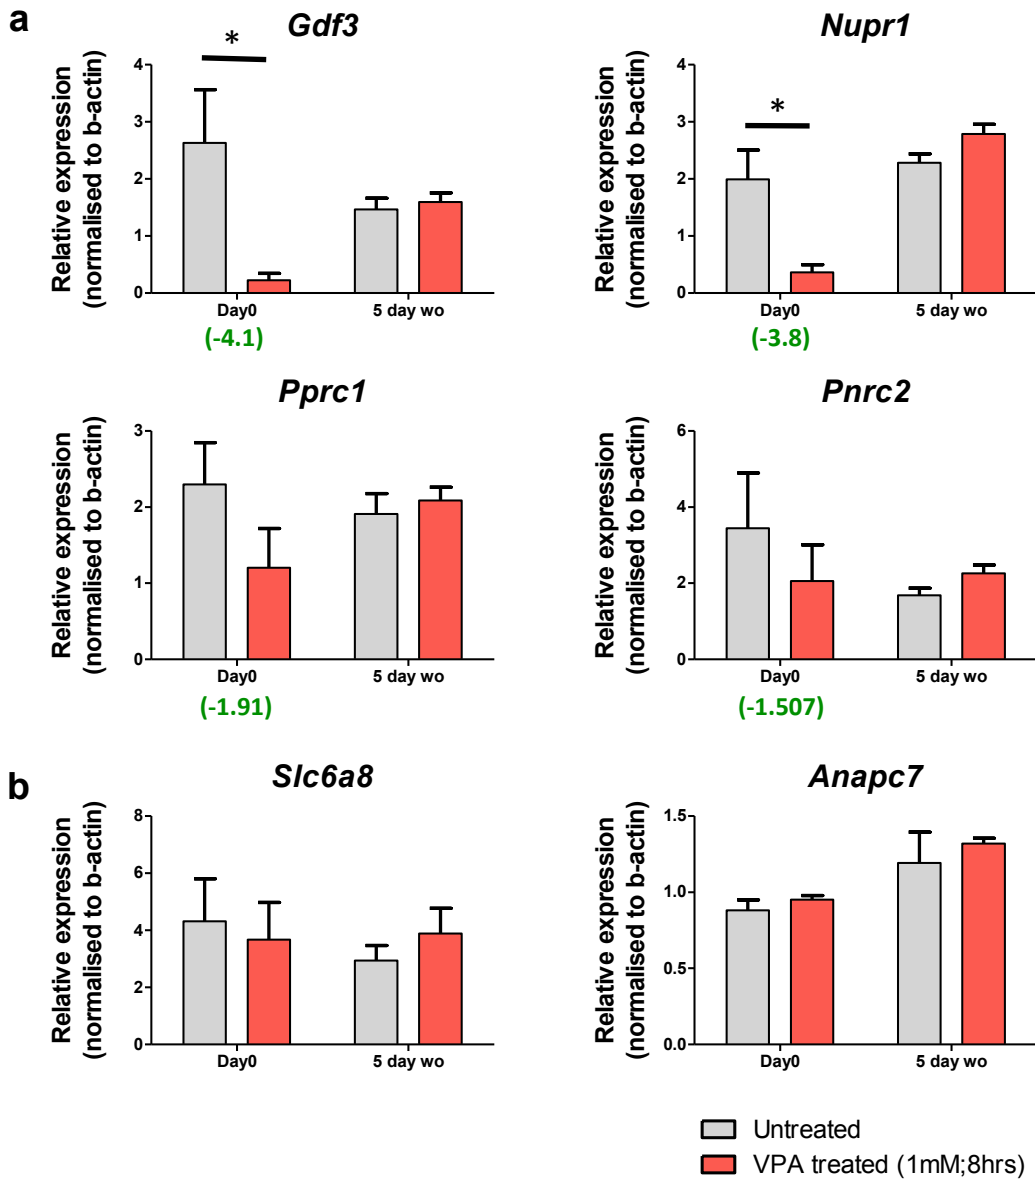 a
Gdf3
Relative expression
(normalised to b-actin)
4
3
2
1
0
*
Day0
5 day wo
(-4.1)
Nupr1
Relative expression
(normalised to b-actin)
4
3
2
1
0
*
Day0
5 day wo
(-3.8)
Pprc1
Relative expression
(normalised to b-actin)
3
2
1
0
Day0
5 day wo
(-1.91)
Pnrc2
Relative expression
(normalised to b-actin)
6
4
2
0
Day0
5 day wo
(-1.507)
b
Slc6a8
Relative expression
(normalised to b-actin)
8
6
4
2
0
Day0
5 day wo
Anapc7
Relative expression
(normalised to b-actin)
1.5
1.0
0.5
0.0
Day0
5 day wo
Untreated
VPA treated (1mM;8hrs)